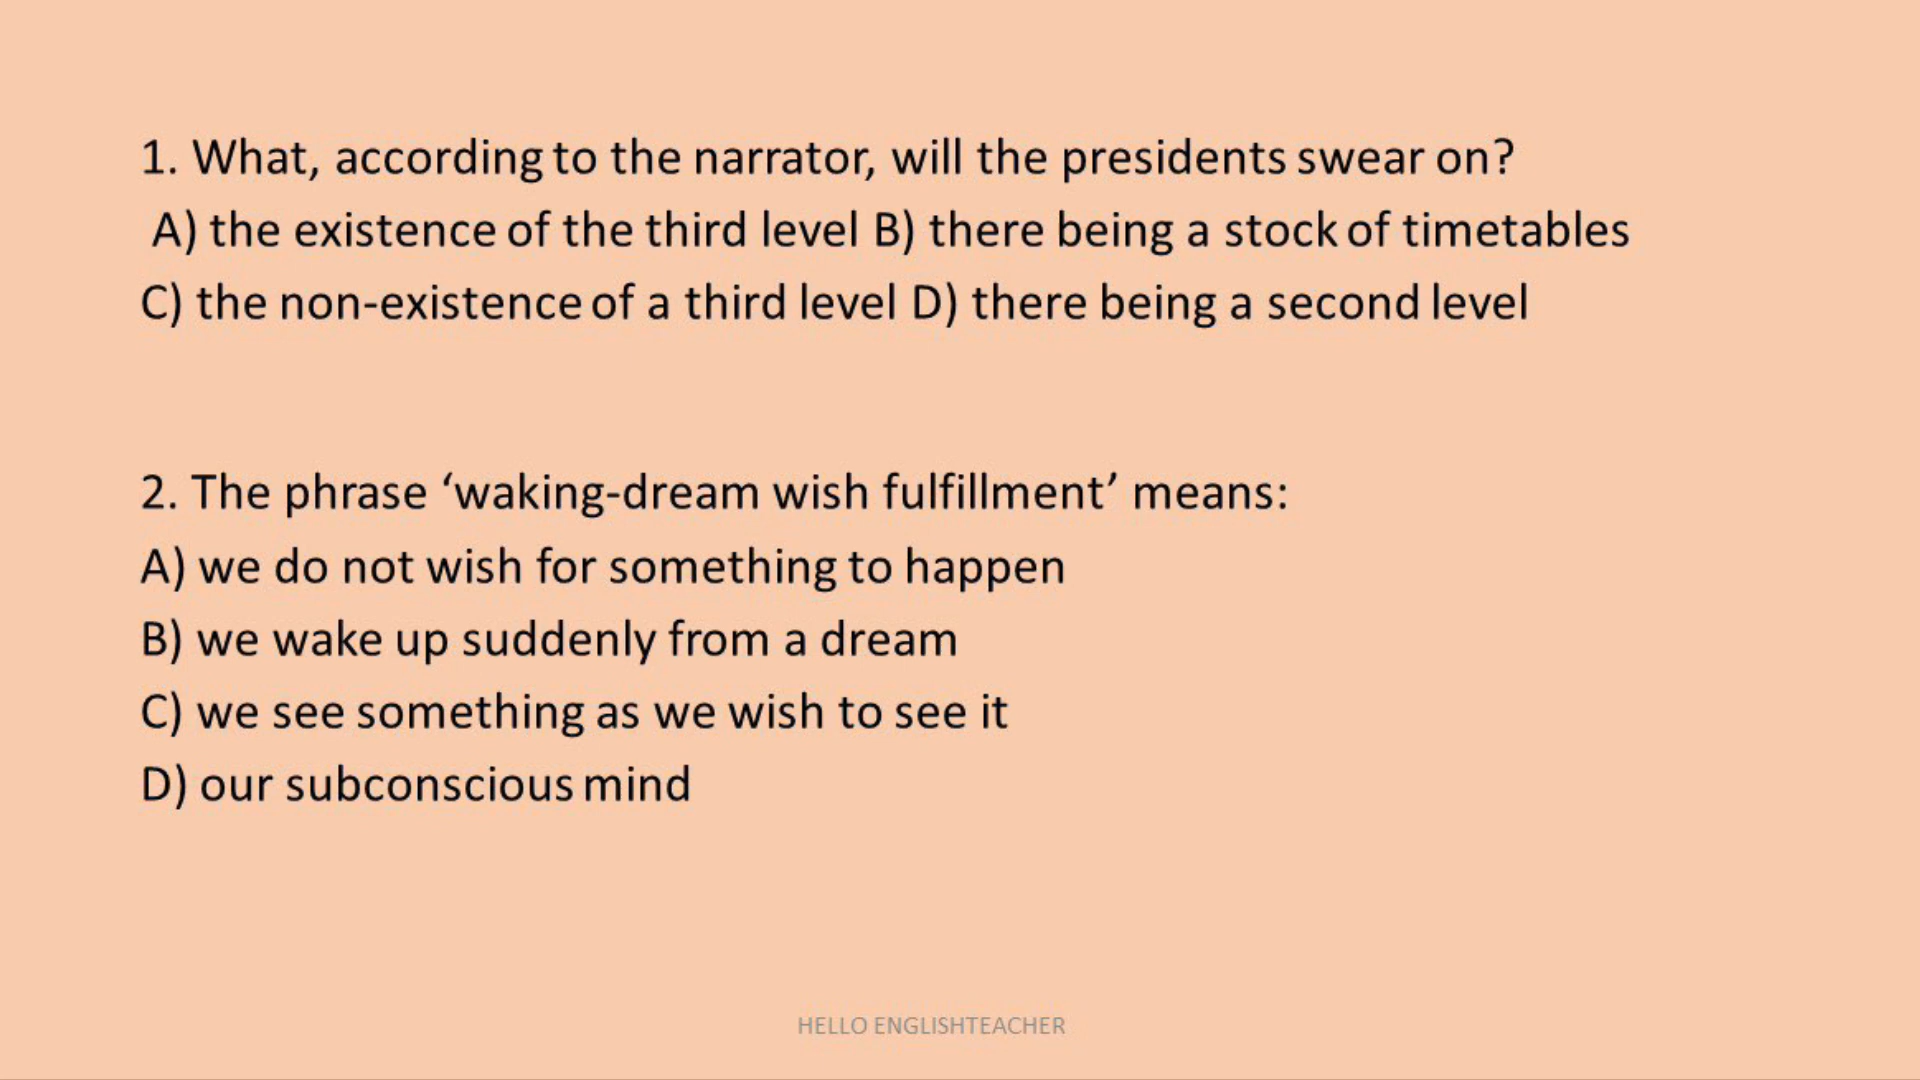 1. What, according to the narrator, will the presidents swear on?
A) the existence of the third level B) there being a stock of timetables
C) the non-existence of a third level D) there being a second level
2. The phrase ‘waking-dream wish fulfillment’ means:
A) we do not wish for something to happen
B) we wake up suddenly from a dream
C) we see something as we wish to see it
D) our subconscious mind
HELLO ENGLISHTEACHER